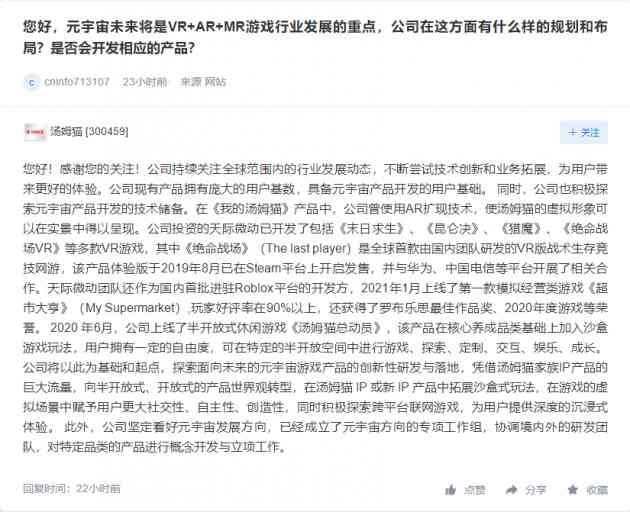 您好，元宇宙未来将是VR+AR+MR游戏行业发展的重点，公司在这方面有什么样的规划和布
局？是否会开发相应的产品？
c cninfo713107 23小时前 来源 网站
汤姆猫 [300459]
+ 关注
您好！感谢您的关注！公司持续关注全球范围内的行业发展动态，不断尝试技术创新和业务拓展，为用户带
来更好的体验。公司现有产品拥有庞大的用户基数，具备元宇宙产品开发的用户基础。 同时，公司也积极探
索元宇宙产品开发的技术储备。在《我的汤姆猫》产品中，公司曾使用AR扩现技术，使汤姆猫的虚拟形象可
以在实景中得以呈现。公司投资的天际微动已开发了包括《末日求生》、《昆仑决》、《猎魔》、《绝命战
场VR》等多款VR游戏，其中《绝命战场》（The last player）是全球首款由国内团队研发的VR版战术生存竞
技网游，该产品体验版于2019年8月已在Steam平台上开启发售，并与华为、中国电信等平台开展了相关合
作。天际微动团队还作为国内首批进驻Roblox平台的开发方，2021年1月上线了第一款模拟经营类游戏《超
市大亨》（My Supermarket）,玩家好评率在90%以上，还获得了罗布乐思最佳作品奖、2020年度游戏等荣
誉。 2020 年6月，公司上线了半开放式休闲游戏《汤姆猫总动员》，该产品在核心养成品类基础上加入沙盒
游戏玩法，用户拥有一定的自由度，可在特定的半开放空间中进行游戏、探索、定制、交互、娱乐、成长。
公司将以此为基础和起点，探索面向未来的元宇宙游戏产品的创新性研发与落地，凭借汤姆猫家族IP产品的
巨大流量，向半开放式、开放式的产品世界观转型，在汤姆猫 IP 或新 IP 产品中拓展沙盒式玩法，在游戏的虚
拟场景中赋予用户更大社交性、自主性、创造性，同时积极探索跨平台联网游戏，为用户提供深度的沉浸式
体验。 此外，公司坚定看好元宇宙发展方向，已经成立了元宇宙方向的专项工作组，协调境内外的研发团
队，对特定品类的产品进行概念开发与立项工作。
回复时间：22小时前
点赞 分享 收藏